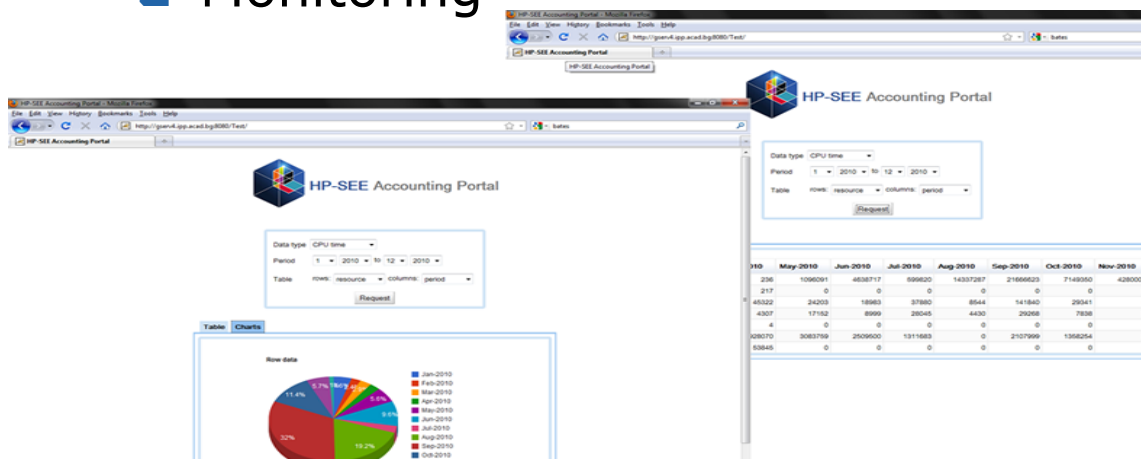 Monitoring
HP-SEE Accounting Portal - Mozilla Firefox
File Edit View History Bookmarks Tools Help
http://gserv4.ipp.acad.bg:8080/Test/
bates
HP-SEE Accounting Portal
HP-SEE Accounting Portal
HP-SEE Accounting Portal
Data type CPU time
Period 1 2010 to 12 2010
Table rows: resource columns: period
Request
May-2010 Jun-2010 Jul-2010 Aug-2010 Sep-2010 Oct-2010 Nov-2010
236 1096091 4638717 699820 14337287 21666623 7149350
217 0 0 0 0 0 0
24203 18983 37880 8544 141840 29341
4307 17152 8999 28045 4430 29268 7838
4 0 0 0 0 0 0
3083759 2509500 1311683 0 2107999 1358254
0 0 0 0 0 0
HP-SEE Accounting Portal - Mozilla Firefox
File Edit View History Bookmarks Tools Help
http://gserv4.ipp.acad.bg:8080/Test/
bates
HP-SEE Accounting Portal
HP-SEE Accounting Portal
Data type CPU time
Period 1 2010 to 12 2010
Table rows: resource columns: period
Request
Table Charts
Row data
11.4%
5.7%
5.6%
9.6%
32%
19.2%
Jan-2010
Feb-2010
Mar-2010
Apr-2010
May-2010
Jun-2010
Jul-2010
Aug-2010
Sep-2010
Oct-2010